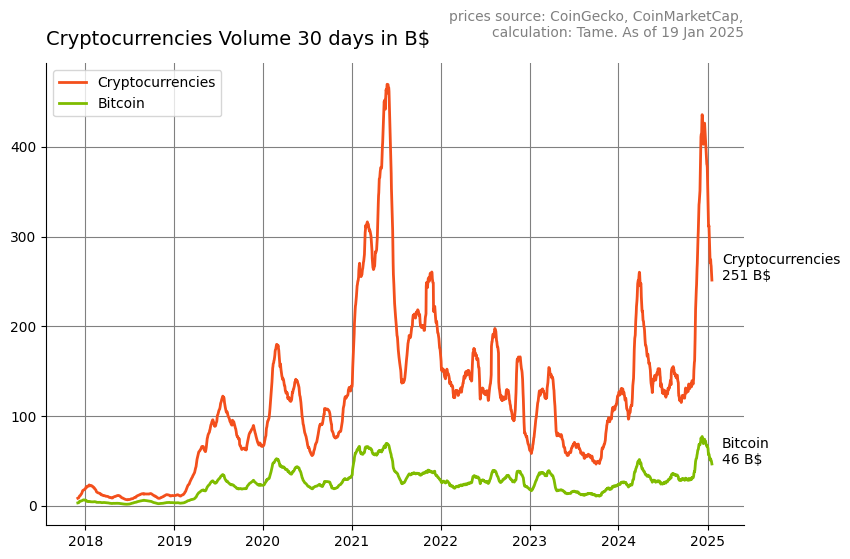 prices source: CoinGecko, CoinMarketCap,
calculation: Tame. As of 19 Jan 2025
Cryptocurrencies Volume 30 days in B$
Cryptocurrencies
Bitcoin
400
300
200
100
0
Cryptocurrencies
251 B$
Bitcoin
46 B$
2018 2019 2020 2021 2022 2023 2024 2025